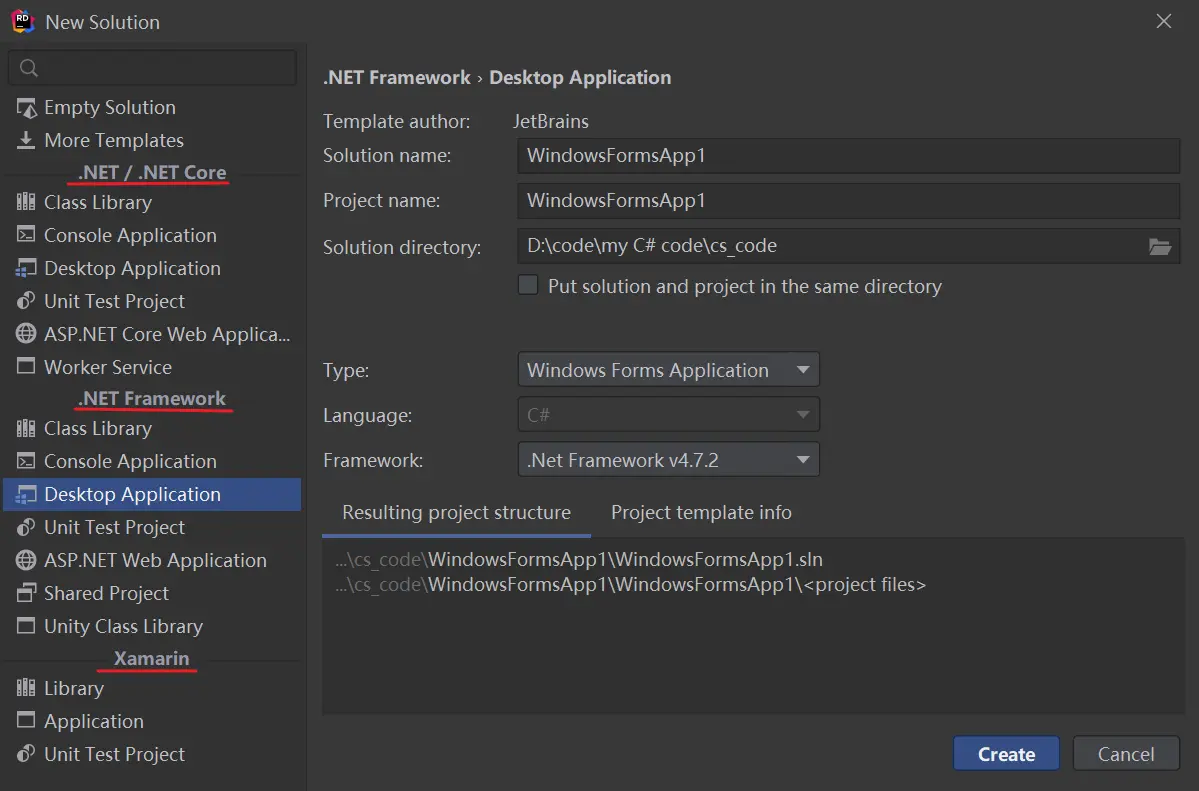 RD New Solution
Empty Solution
More Templates
.NET / .NET Core
Class Library
Console Application
Desktop Application
Unit Test Project
ASP.NET Core Web Applica...
Worker Service
.NET Framework
Class Library
Console Application
Desktop Application
Unit Test Project
ASP.NET Web Application
Shared Project
Unity Class Library
Xamarin
Library
Application
Unit Test Project
.NET Framework › Desktop Application
Template author: JetBrains
Solution name: WindowsFormsApp1
Project name: WindowsFormsApp1
Solution directory: D:\code\my C# code\cs_code
Put solution and project in the same directory
Type: Windows Forms Application
Language: C#
Framework: .Net Framework v4.7.2
Resulting project structure Project template info
...\cs_code\WindowsFormsApp1\WindowsFormsApp1.sln
...\cs_code\WindowsFormsApp1\WindowsFormsApp1\<project files>
Create Cancel